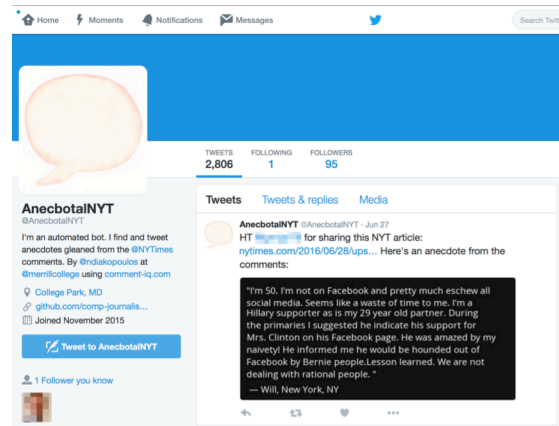 Home Moments Notifications Messages Search Twitt
TWEETS FOLLOWING FOLLOWERS
2,806 1 95
AnecbotalNYT
@AnecbotalNYT
I'm an automated bot. I find and tweet
anecdotes gleaned from the @NYTimes
comments. By @ndiakopoulos at
@merrillcollege using comment-iq.com
College Park, MD
github.com/comp-journalis...
Joined November 2015
Tweet to AnecbotalNYT
1 Follower you know
Tweets Tweets & replies Media
AnecbotalNYT @AnecbotalNYT · Jun 27
HT for sharing this NYT article:
nytimes.com/2016/06/28/ups... Here's an anecdote from the
comments:
"I'm 50. I'm not on Facebook and pretty much eschew all
social media. Seems like a waste of time to me. I'm a
Hillary supporter as is my 29 year old partner. During
the primaries I suggested he indicate his support for
Mrs. Clinton on his Facebook page. He was amazed by my
naivety! He informed me he would be hounded out of
Facebook by Bernie people.Lesson learned. We are not
dealing with rational people. "
— Will, New York, NY